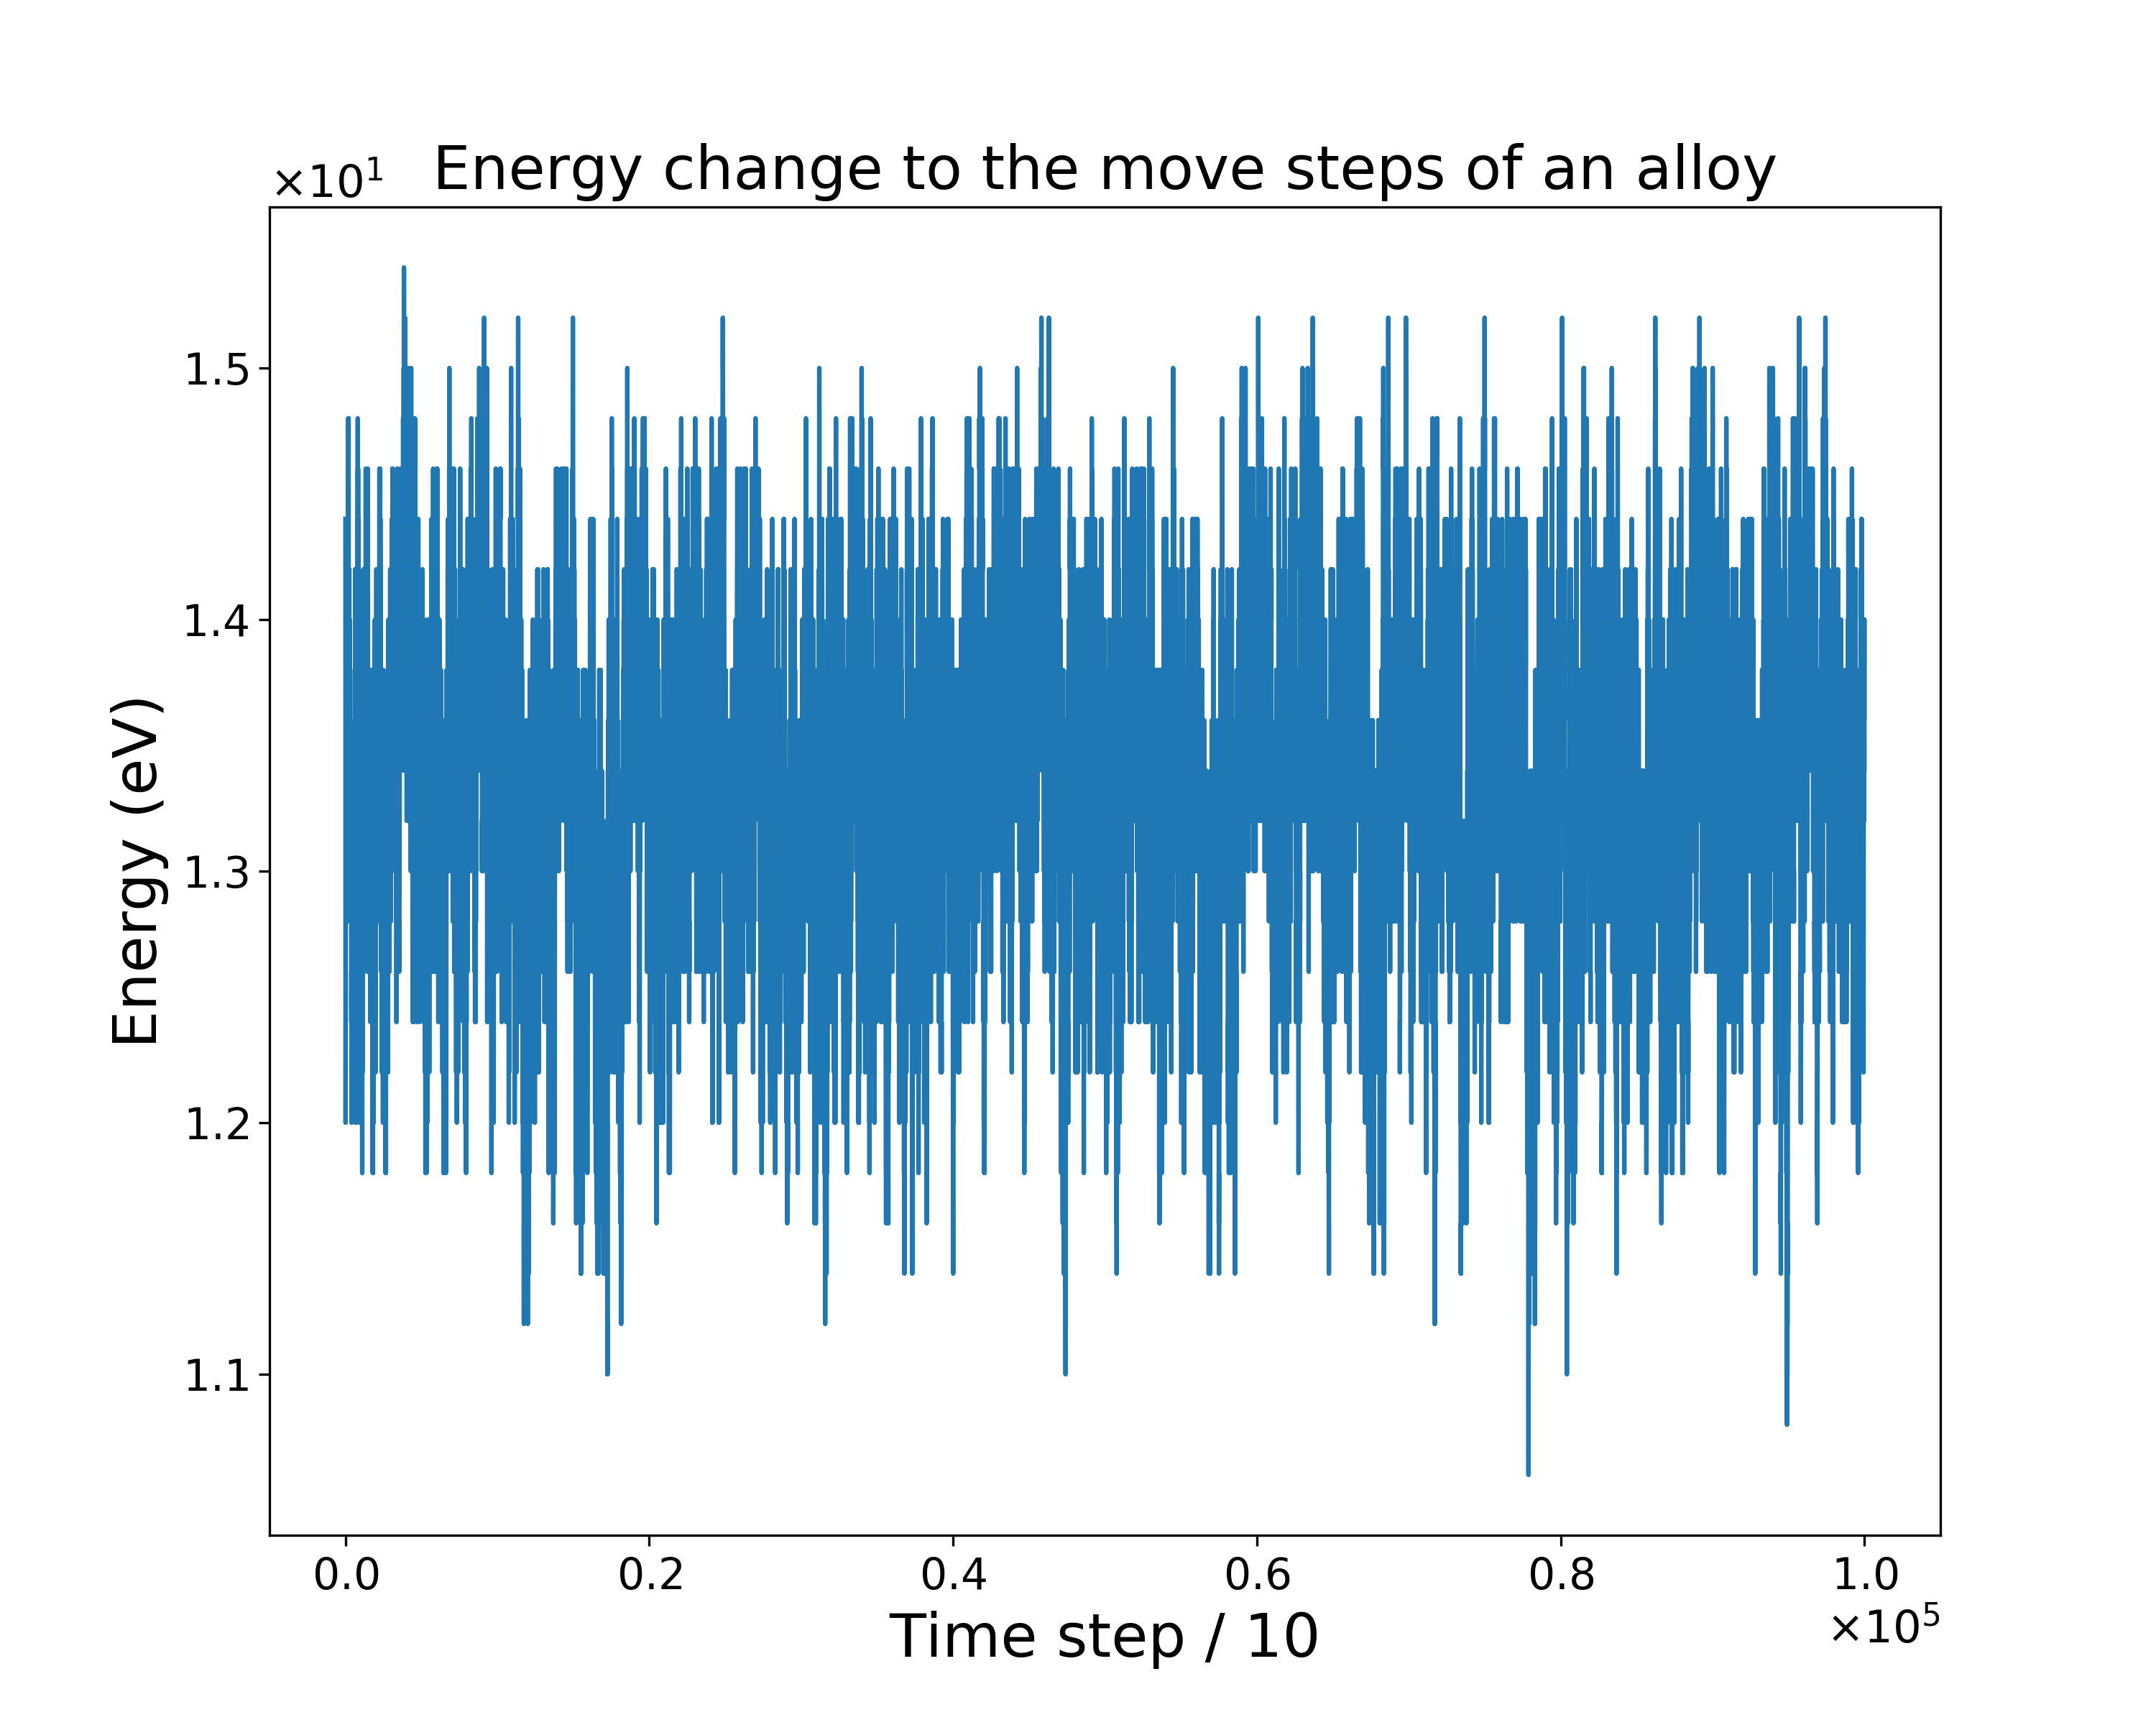 ×10¹ Energy change to the move steps of an alloy
Energy (eV)
1.5
1.4
1.3
1.2
1.1
0.0 0.2 0.4 0.6 0.8 1.0
Time step / 10
×10⁵